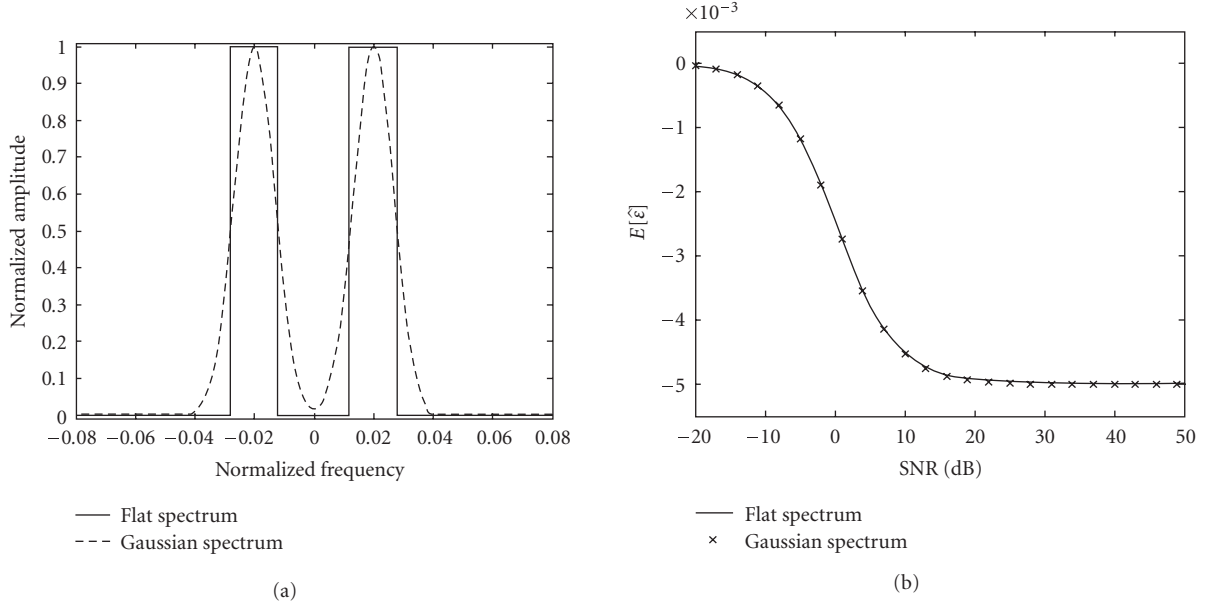 1
0.9
0.8
0.7
0.6
0.5
0.4
0.3
0.2
0.1
0
Normalized amplitude
−0.08 −0.06 −0.04 −0.02 0 0.02 0.04 0.06 0.08
Normalized frequency
Flat spectrum
Gaussian spectrum
(a)
×10−3
0
−1
−2
−3
−4
−5
E[ε̂]
−20 −10 0 10 20 30 40 50
SNR (dB)
Flat spectrum
Gaussian spectrum
(b)